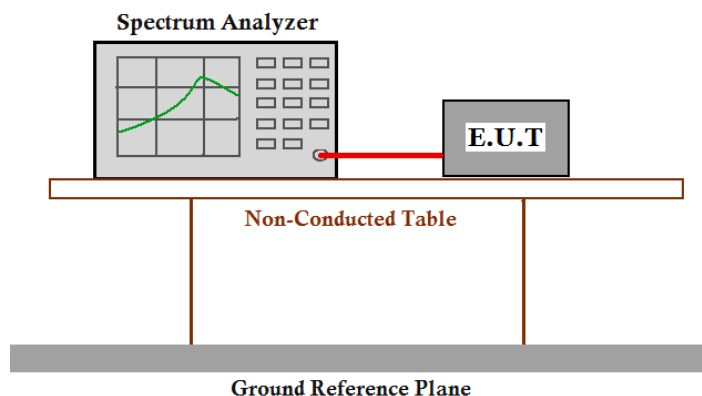 Spectrum Analyzer
E.U.T
Non-Conducted Table
Ground Reference Plane